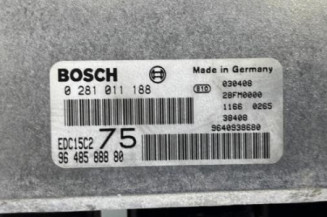 BOSCH
Made in Germany
0 281 011 188
030408
28FM0000
1166 0265
38408
9640938680
EDC15C2 75
96 485 888 80